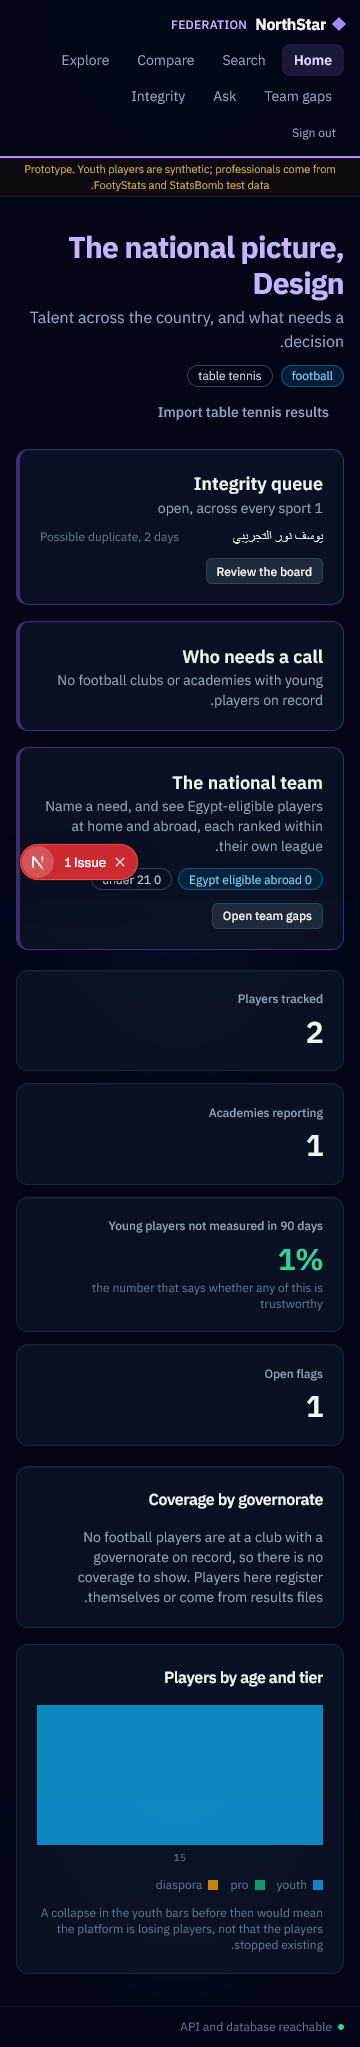 NorthStar FEDERATION
Home Search Compare Explore
Team gaps Ask Integrity
Sign out
Prototype. Youth players are synthetic; professionals come from
.FootyStats and StatsBomb test data
The national picture,
Design
Talent across the country, and what needs a
.decision
football table tennis
Import table tennis results
Integrity queue
open, across every sport 1
يوسف نور التجريبي Possible duplicate, 2 days
Review the board
Who needs a call
No football clubs or academies with young
.players on record
The national team
Name a need, and see Egypt-eligible players
at home and abroad, each ranked within
.their own league
1 Issue
Egypt eligible abroad 0 under 21 0
Open team gaps
Players tracked
2
Academies reporting
1
Young players not measured in 90 days
1%
the number that says whether any of this is
trustworthy
Open flags
1
Coverage by governorate
No football players are at a club with a
governorate on record, so there is no
coverage to show. Players here register
.themselves or come from results files
Players by age and tier
15
youth pro diaspora
A collapse in the youth bars before then would mean
the platform is losing players, not that the players
.stopped existing
API and database reachable